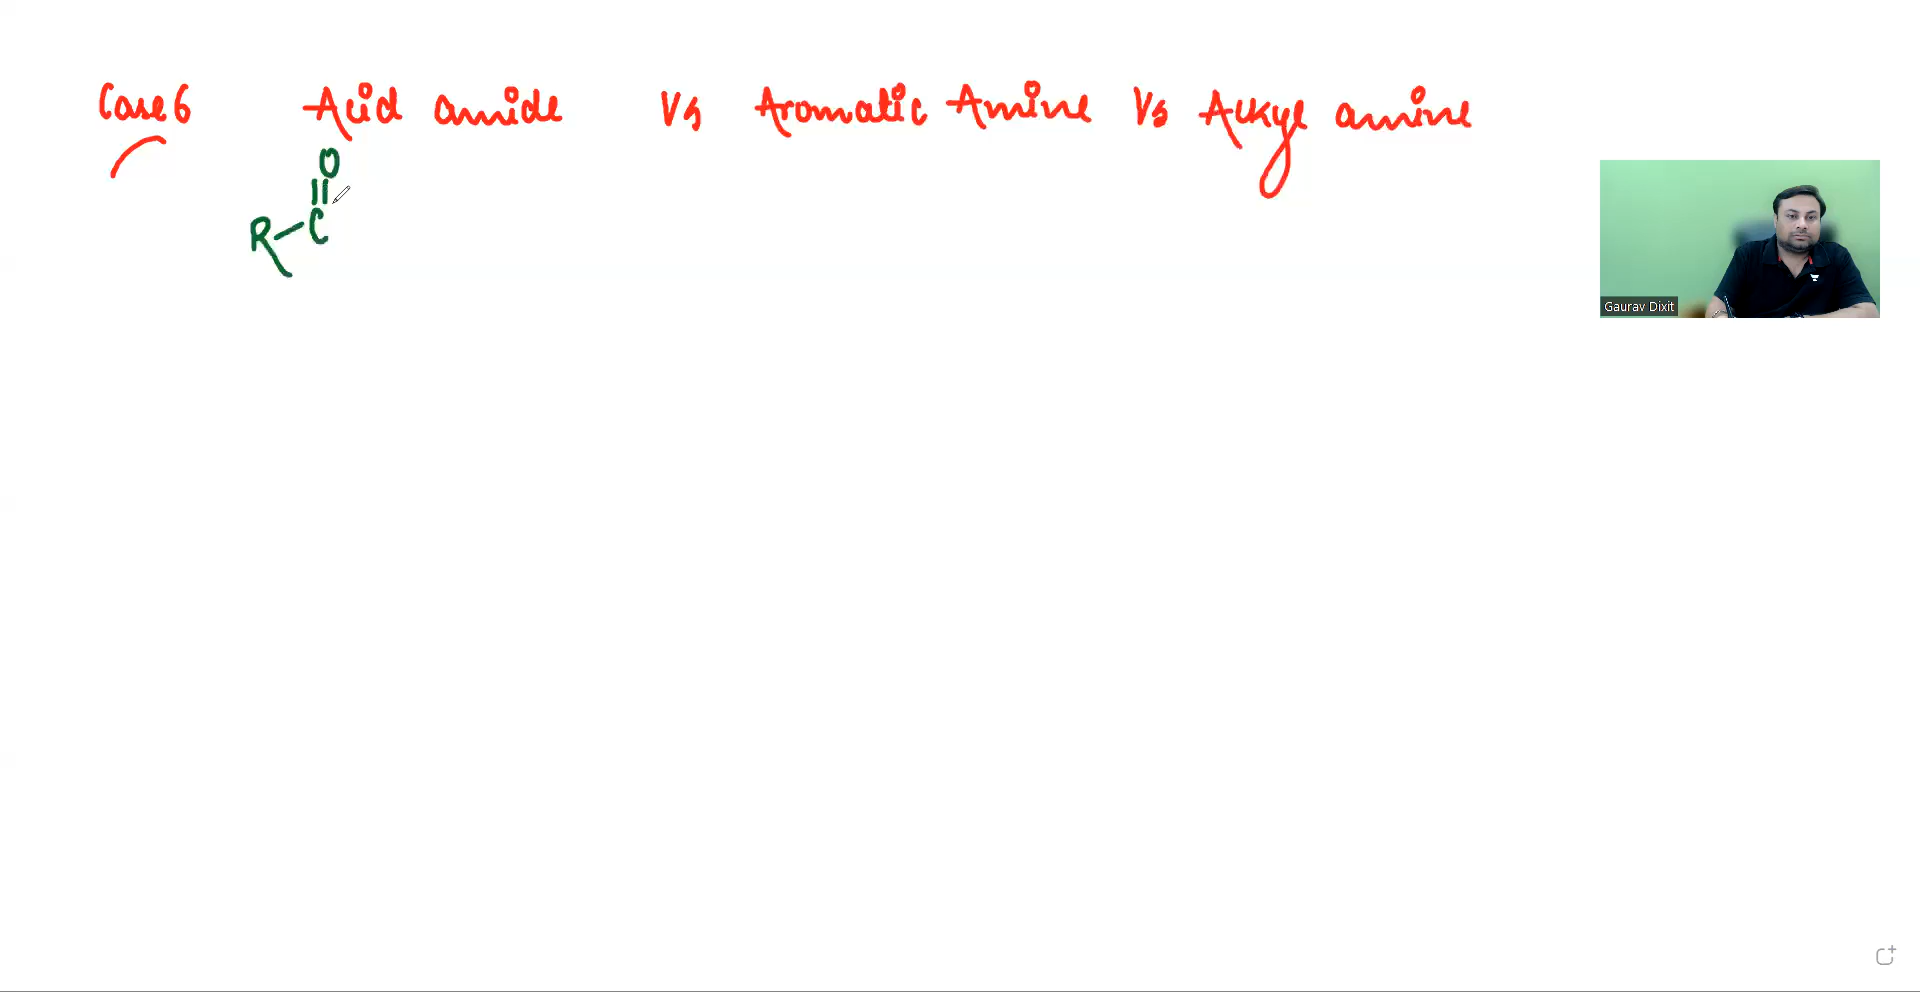 Case 6 Acid amide Vs Aromatic Amine Vs Alkyl amine
O
R-C
Gaurav Dixit